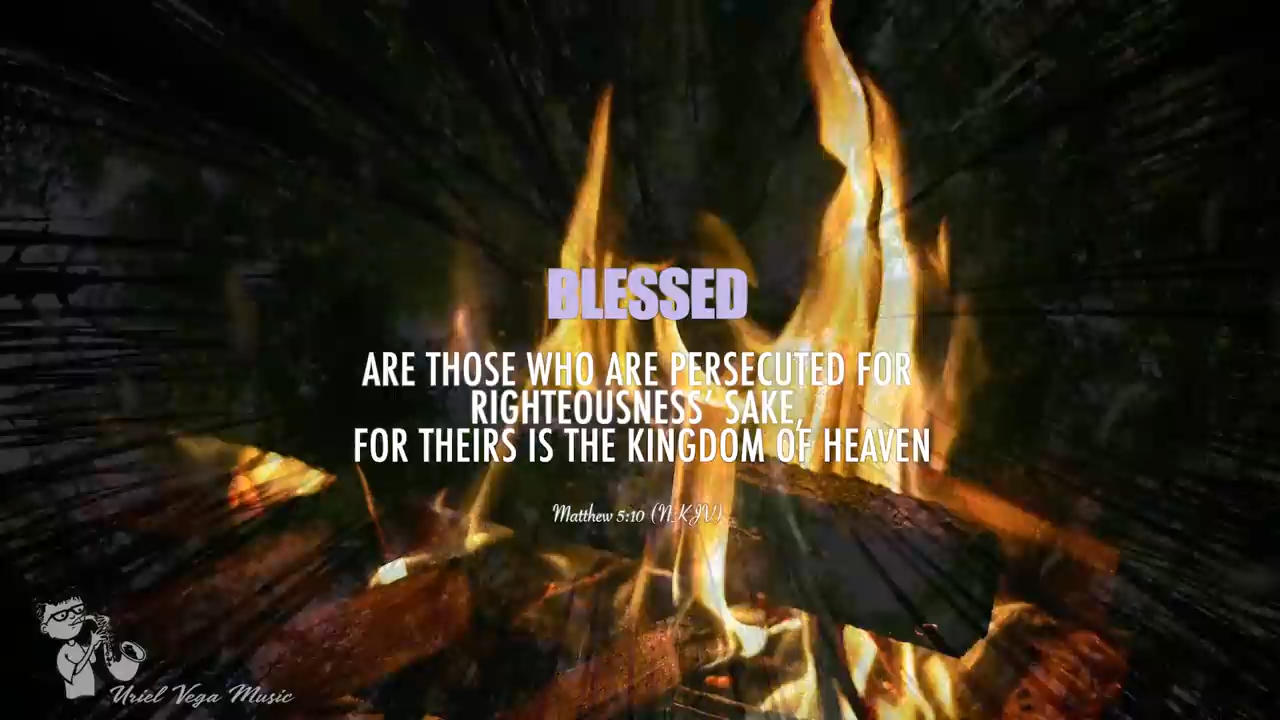 BLESSED
ARE THOSE WHO ARE PERSECUTED FOR
RIGHTEOUSNESS’ SAKE,
FOR THEIRS IS THE KINGDOM OF HEAVEN
Matthew 5:10 (NKJV)
Uriel Vega Music